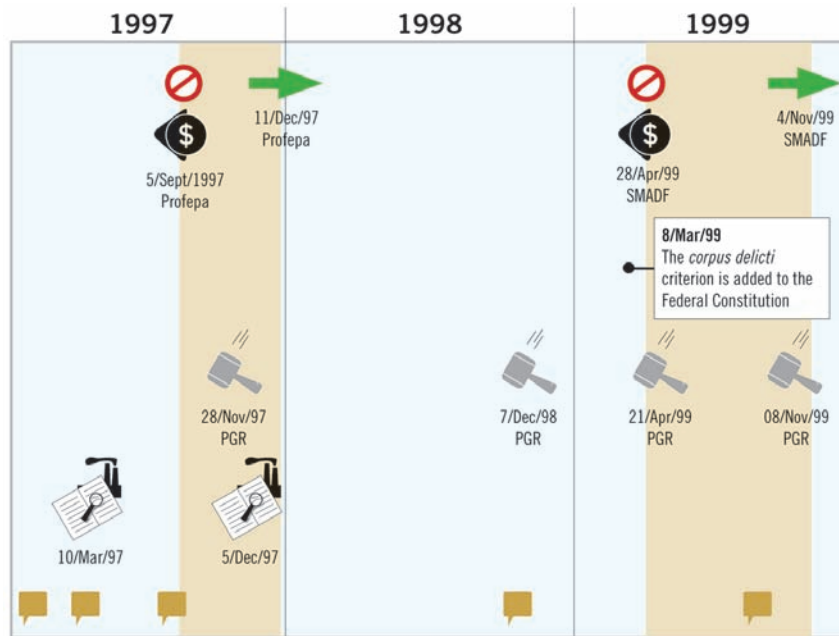 1997
1998
1999
$
5/Sept/1997
Profepa
11/Dec/97
Profepa
$
28/Apr/99
SMADF
4/Nov/99
SMADF
8/Mar/99
The corpus delicti
criterion is added to the
Federal Constitution
28/Nov/97
PGR
7/Dec/98
PGR
21/Apr/99
PGR
08/Nov/99
PGR
10/Mar/97
5/Dec/97